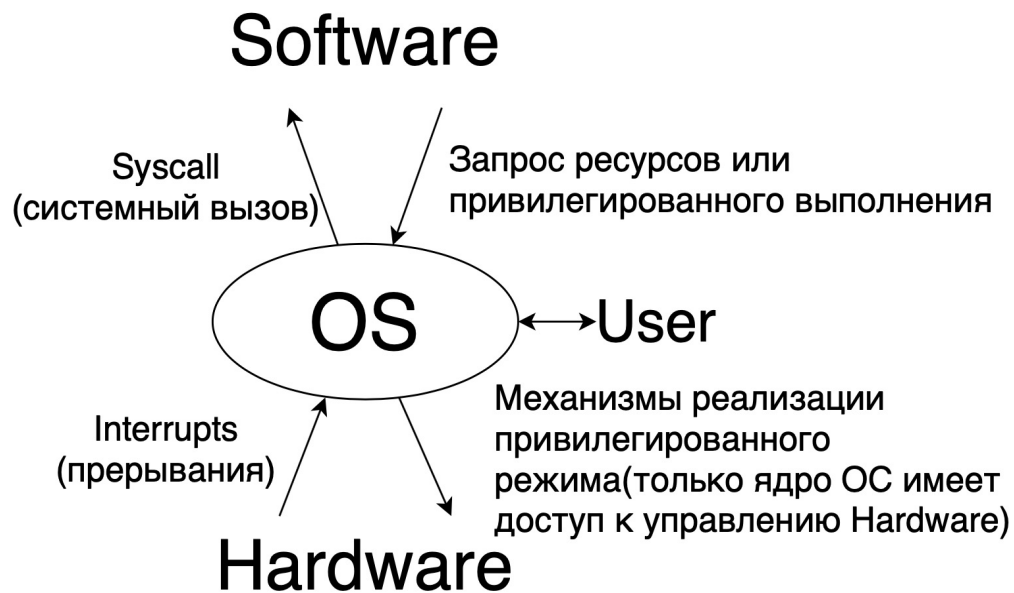 Software
Syscall
(системный вызов)
Запрос ресурсов или
привилегированного выполнения
OS
User
Interrupts
(прерывания)
Механизмы реализации
привилегированного
режима(только ядро ОС имеет
доступ к управлению Hardware)
Hardware